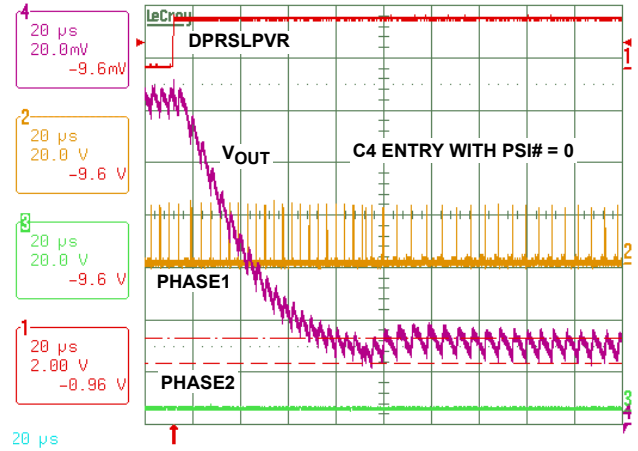 4
20 µs
20.0mV
-9.6mV
2
20 µs
20.0 V
-9.6 V
3
20 µs
20.0 V
-9.6 V
1
20 µs
2.00 V
-0.96 V
20 µs
LeCroy
DPRSLPVR
1
VOUT
C4 ENTRY WITH PSI# = 0
2
PHASE1
PHASE2
3